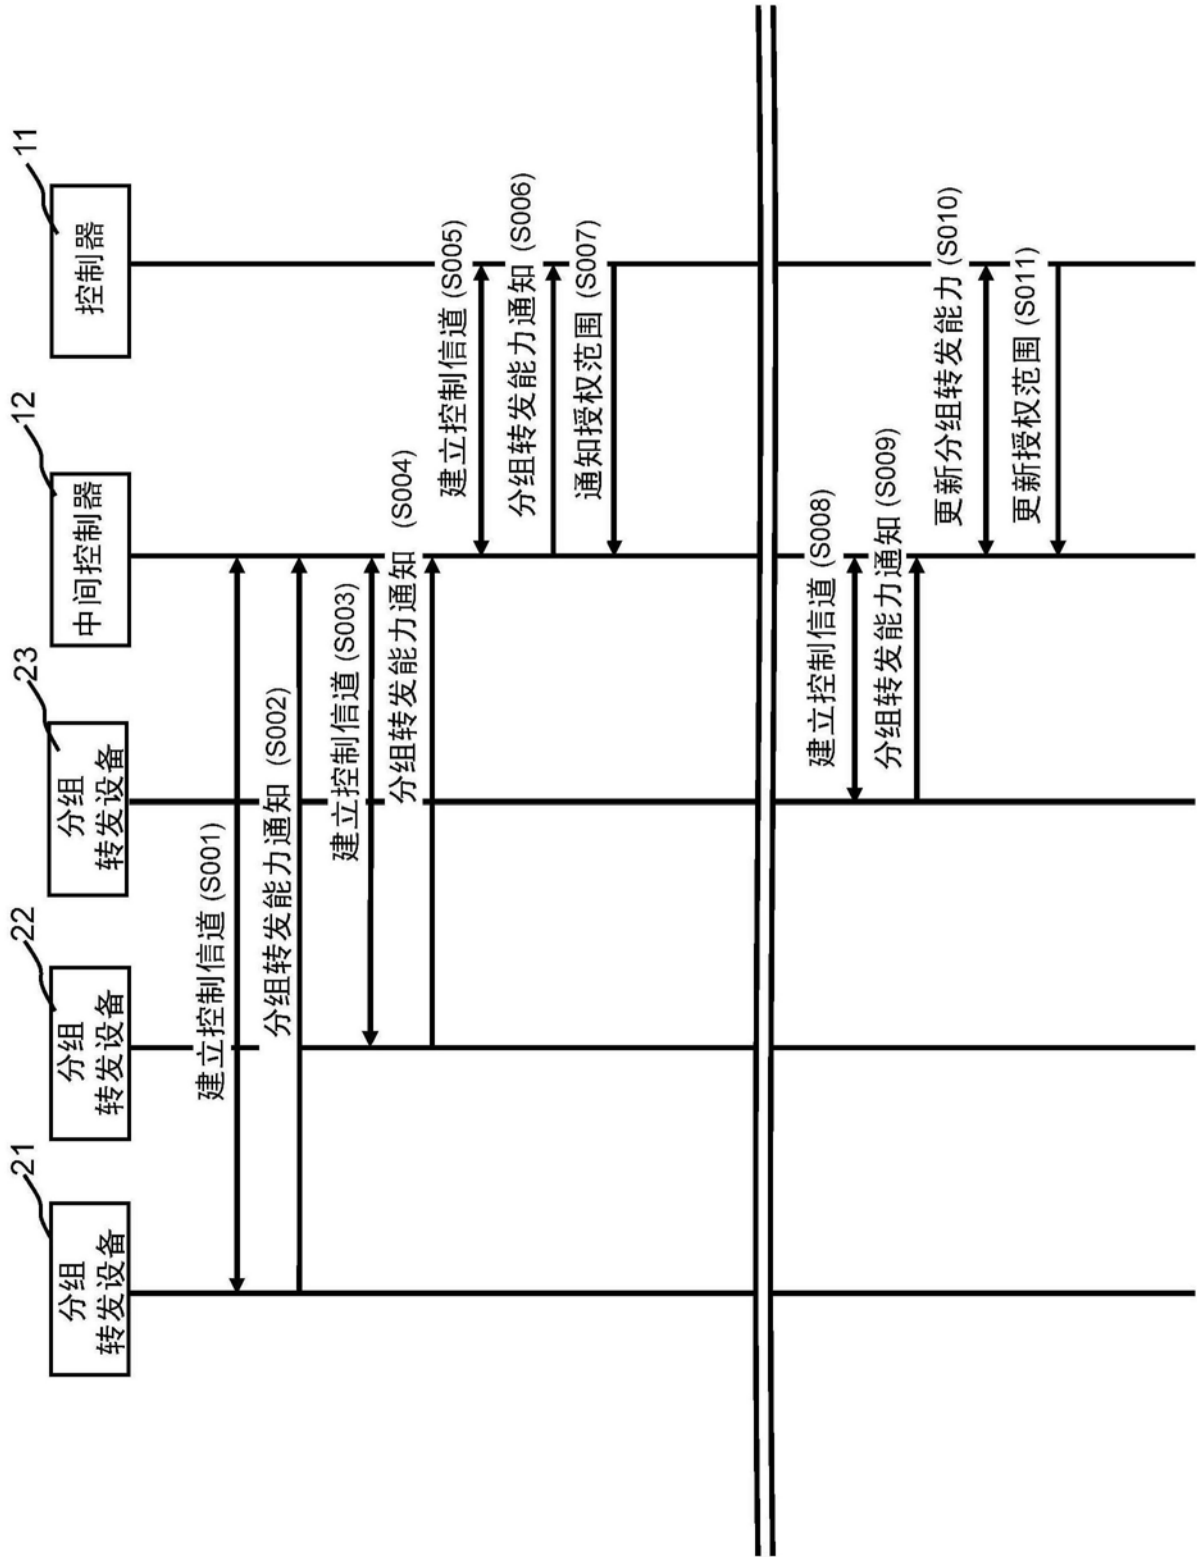 21
分组
转发设备
22
分组
转发设备
23
分组
转发设备
12
中间控制器
11
控制器
建立控制信道 (S001)
分组转发能力通知 (S002)
建立控制信道 (S003)
分组转发能力通知 (S004)
建立控制信道 (S005)
分组转发能力通知 (S006)
通知授权范围 (S007)
建立控制信道 (S008)
分组转发能力通知 (S009)
更新分组转发能力 (S010)
更新授权范围 (S011)